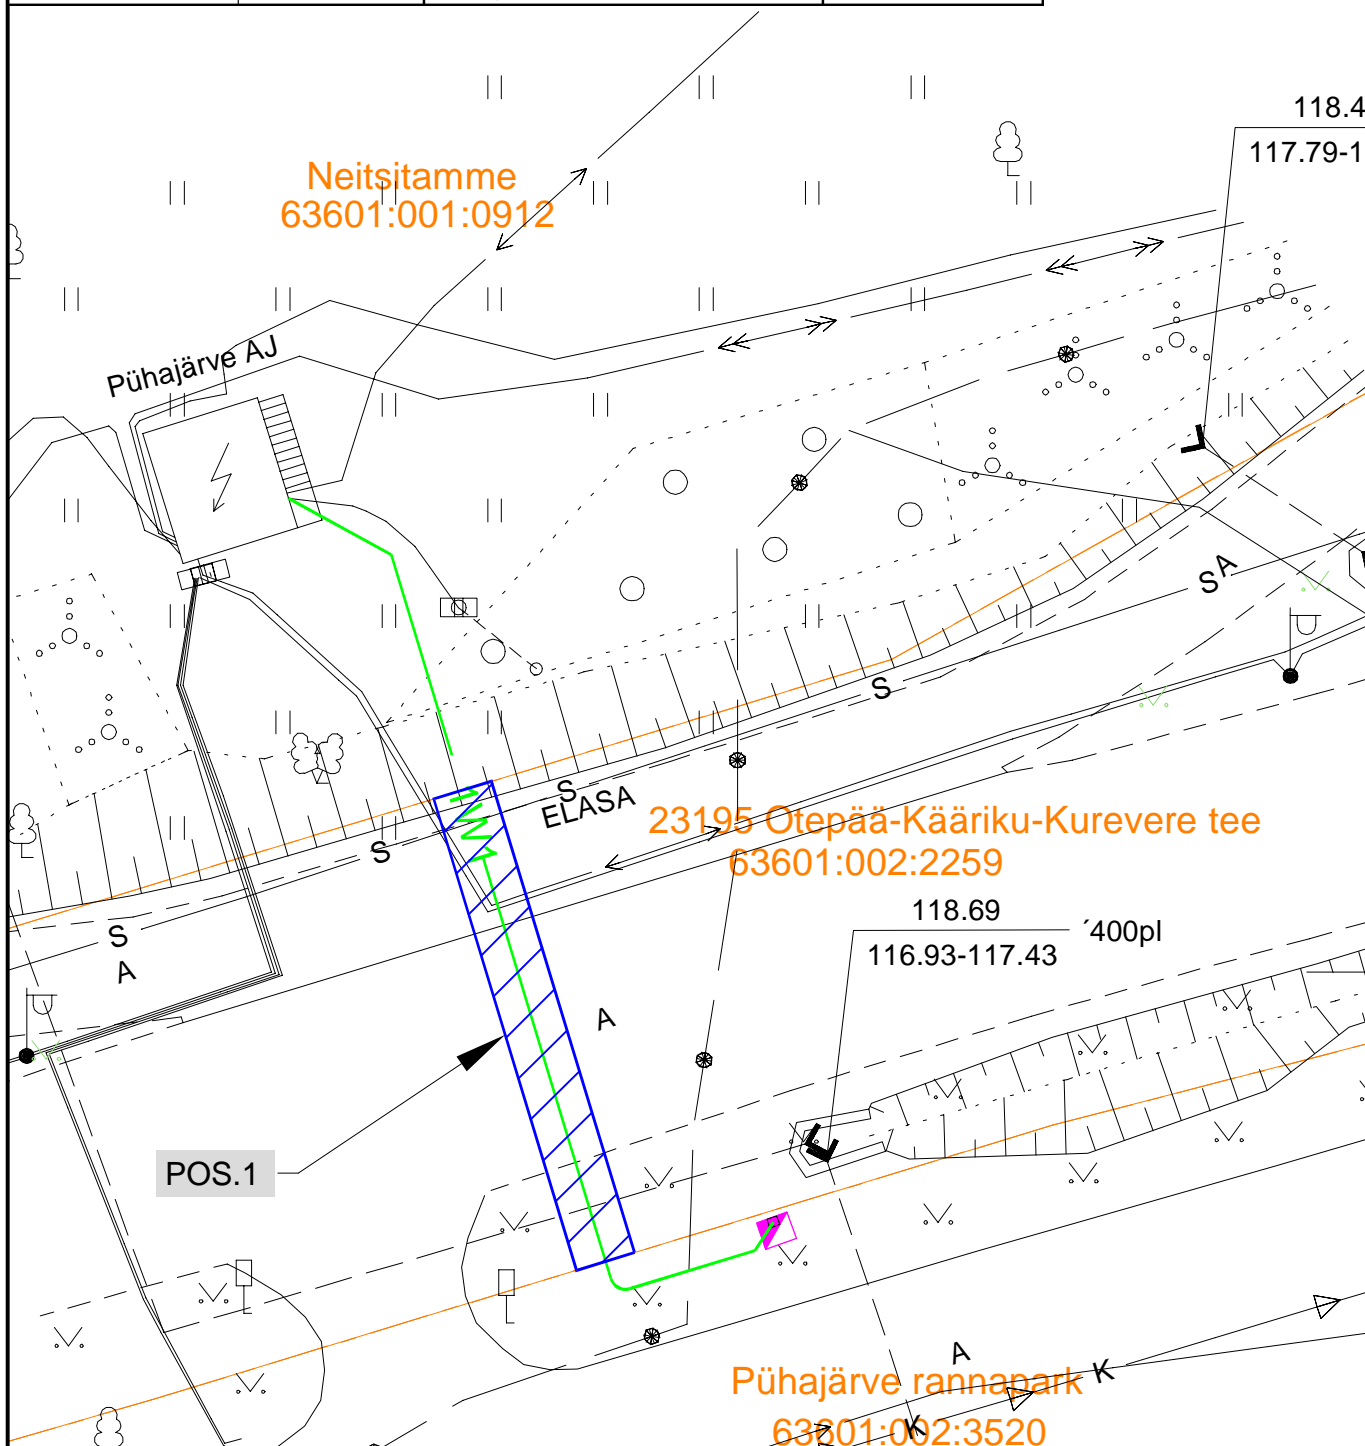 118.4
117.79-1
Neitsitamme
63601:001:0912
Pühajärve AJ
A
S
S
S
ELASA
1W1
23195 Otepää-Kääriku-Kurevere tee
63601:002:2259
S
118.69
´400pl
116.93-117.43
S
A
A
POS.1
A
K
Pühajärve rannapark
K
63601:002:3520